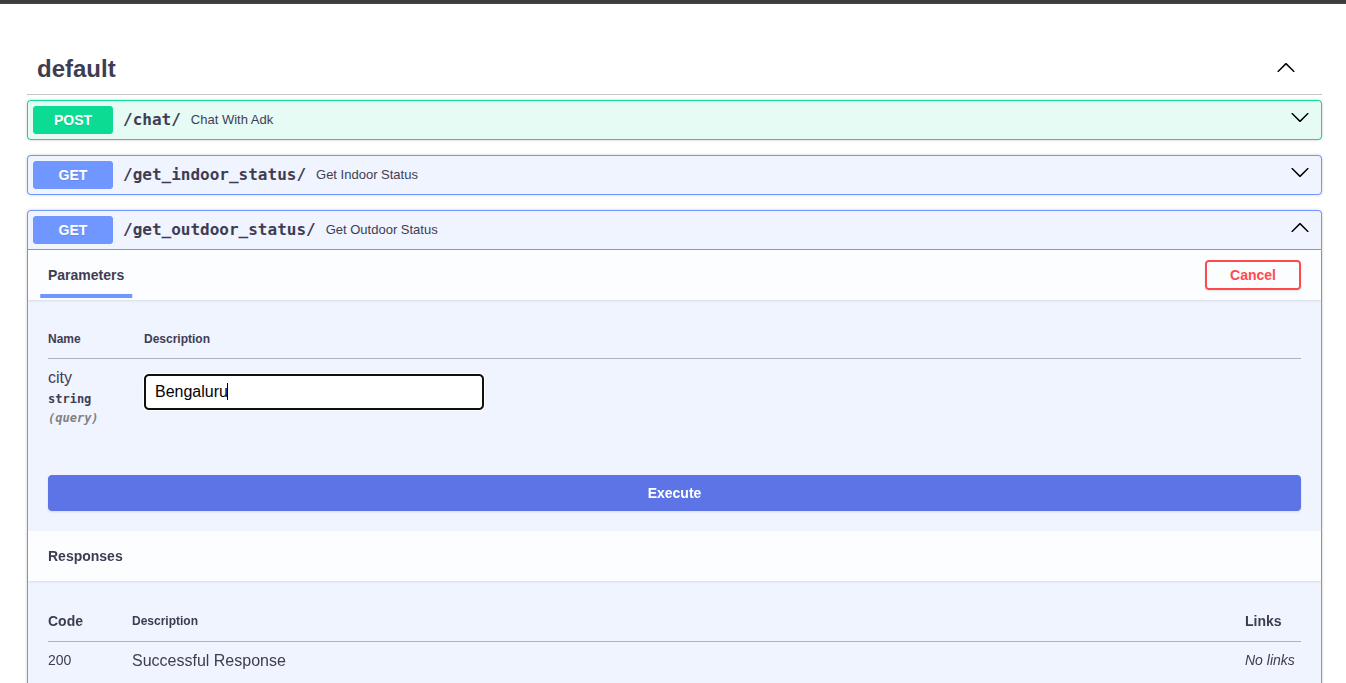 default
POST /chat/ Chat With Adk
GET /get_indoor_status/ Get Indoor Status
GET /get_outdoor_status/ Get Outdoor Status
Parameters
Cancel
Name Description
city
string
(query)
Bengaluru
Execute
Responses
Code Description Links
200 Successful Response No links